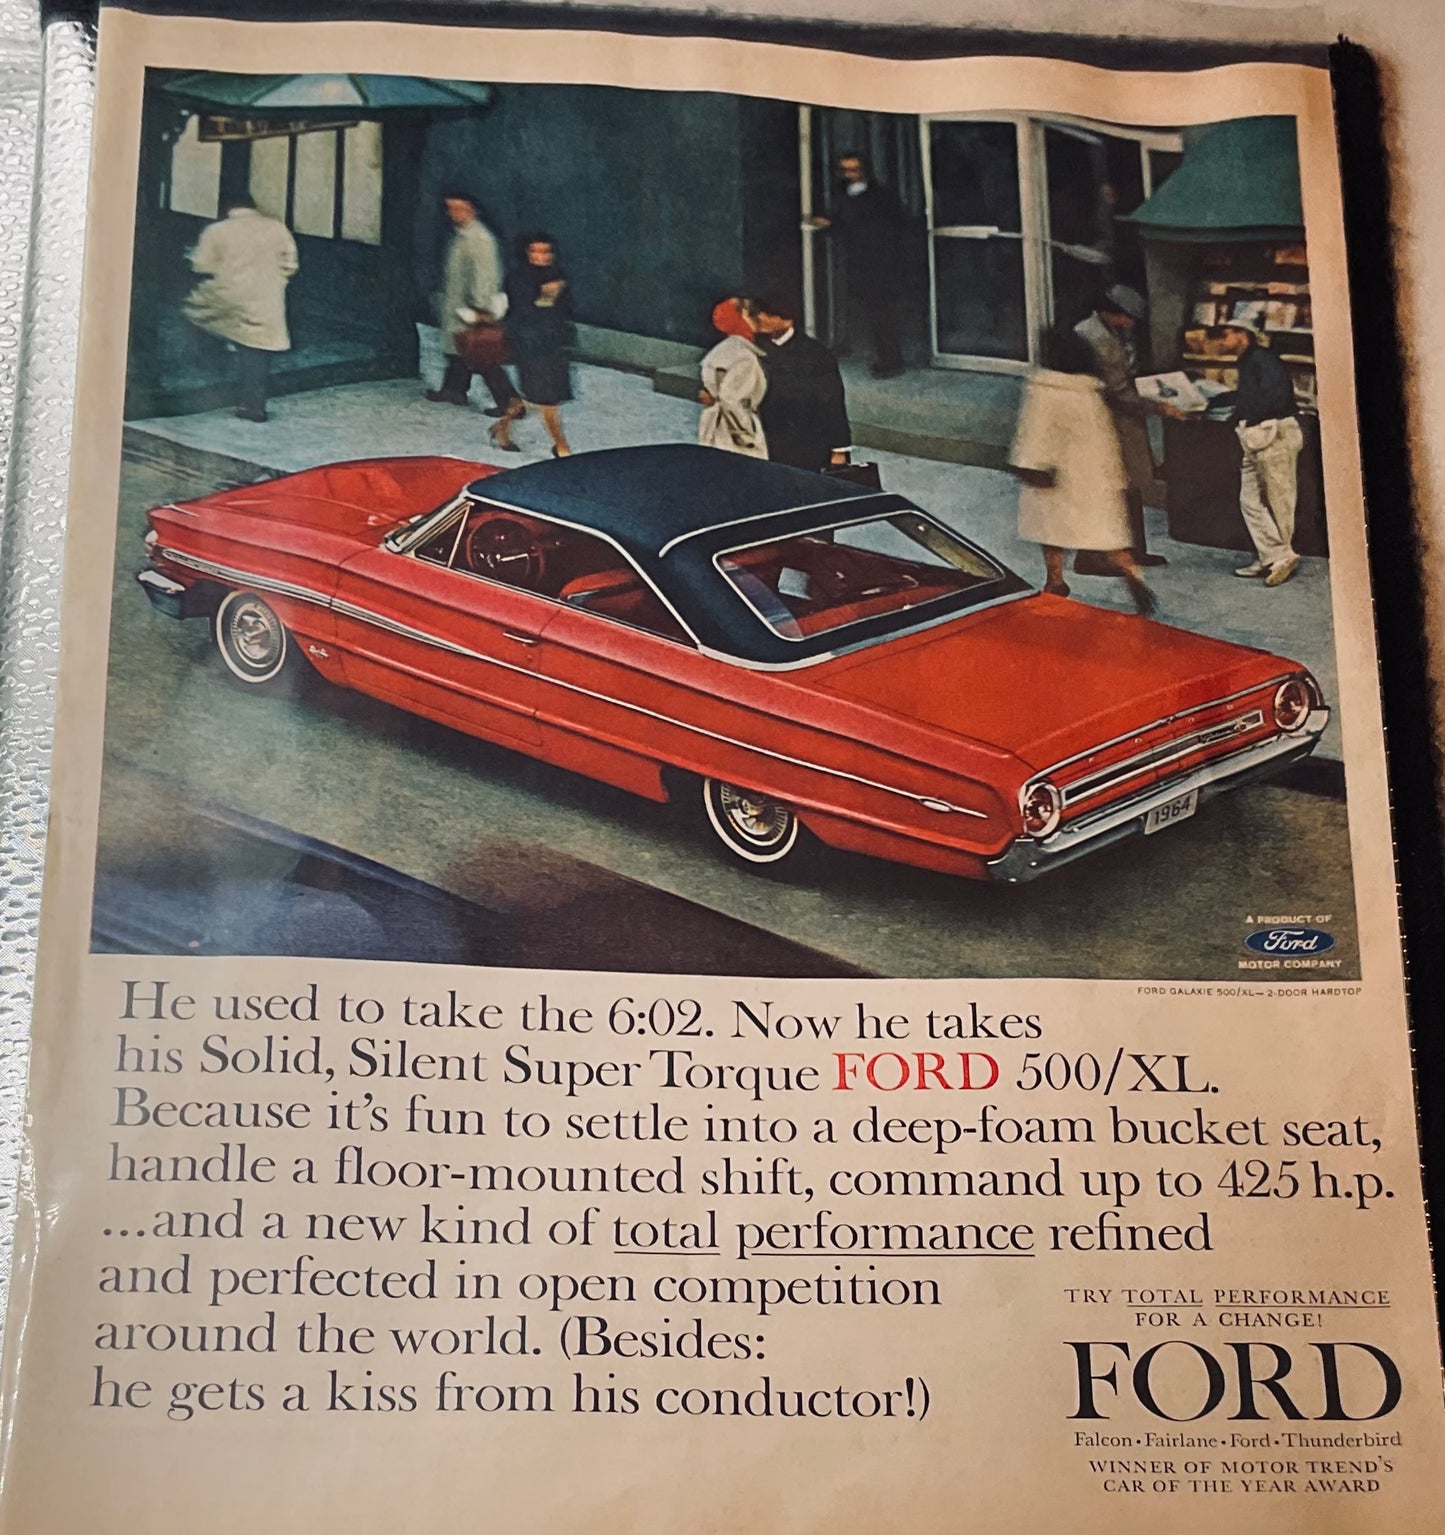 1964
A PRODUCT OF
Ford
MOTOR COMPANY
FORD GALAXIE 500/XL—2-DOOR HARDTOP
He used to take the 6:02. Now he takes
his Solid, Silent Super Torque FORD 500/XL.
Because it's fun to settle into a deep-foam bucket seat,
handle a floor-mounted shift, command up to 425 h.p.
...and a new kind of total performance refined
and perfected in open competition
around the world. (Besides:
he gets a kiss from his conductor!)
TRY TOTAL PERFORMANCE
FOR A CHANGE!
FORD
Falcon • Fairlane • Ford • Thunderbird
WINNER OF MOTOR TREND'S
CAR OF THE YEAR AWARD